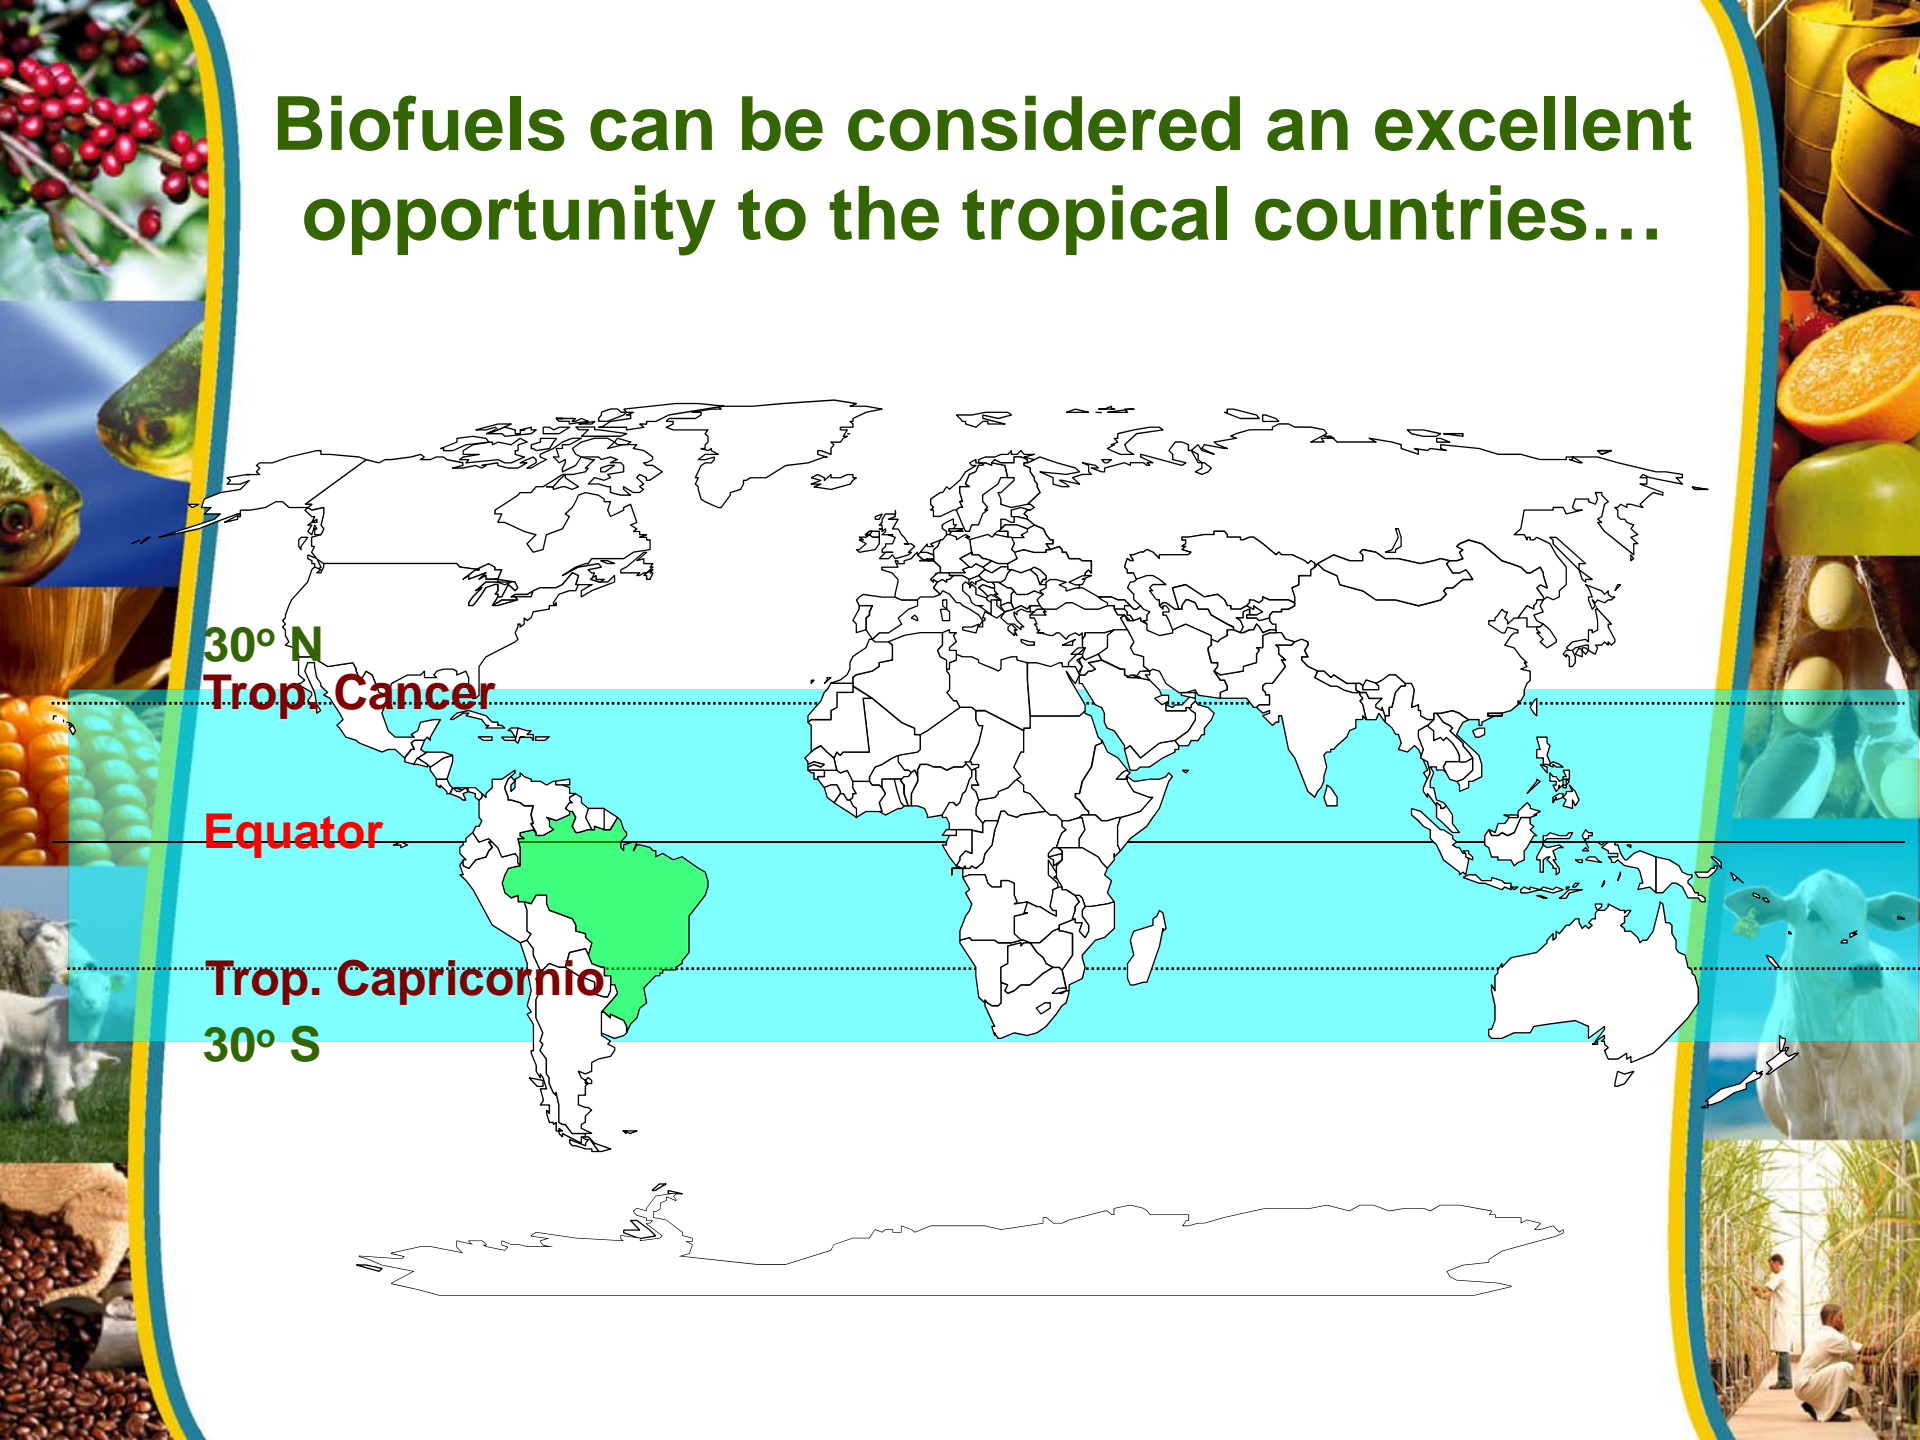 Biofuels can be considered an excellent
opportunity to the tropical countries…
30º N
Trop. Cancer
Equator
Trop. Capricornio
30º S